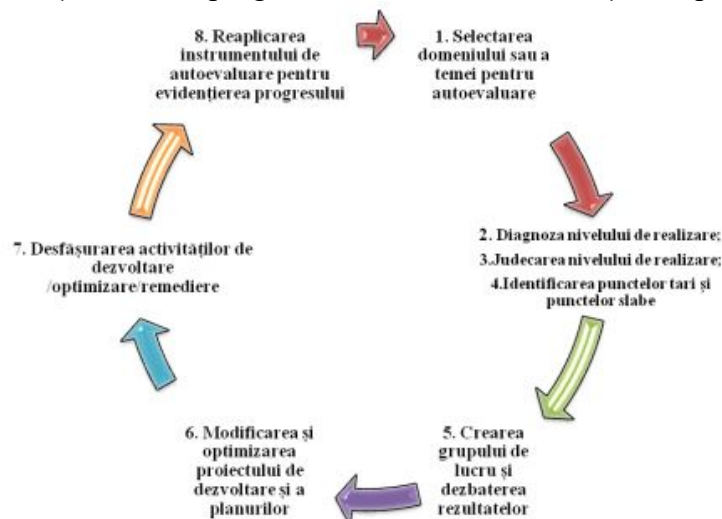 1. Selectarea
domeniului sau a
temei pentru
autoevaluare
2. Diagnoza nivelului de realizare;
3.Judecarea nivelului de realizare;
4.Identificarea punctelor tari și
punctelor slabe
5. Crearea
grupului de
lucru și
dezbaterea
rezultatelor
6. Modificarea și
optimizarea
proiectului de
dezvoltare și a
planurilor
7. Desfășurarea activităților de
dezvoltare
/optimizare/remediere
8. Reaplicarea
instrumentului de
autoevaluare pentru
evidențierea progresului